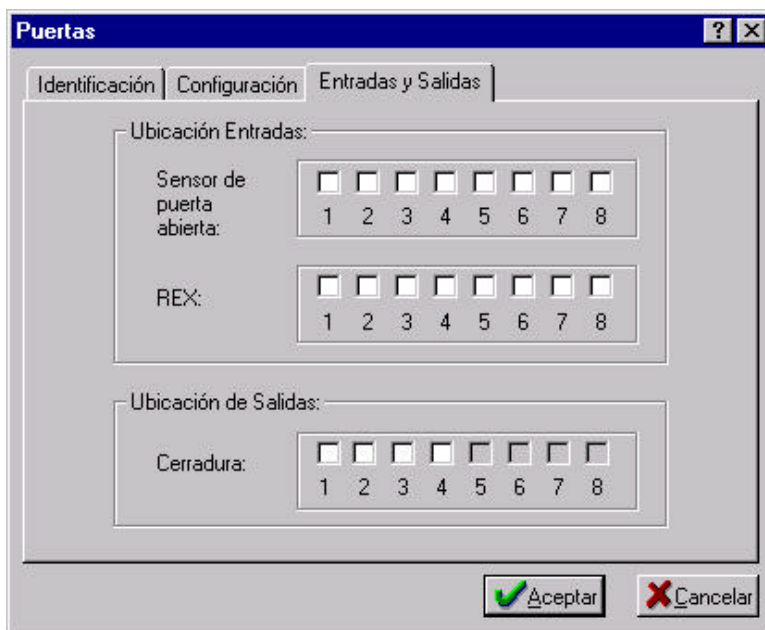 Puertas
Identificación Configuración Entradas y Salidas
Ubicación Entradas:
Sensor de
puerta
abierta:
1 2 3 4 5 6 7 8
REX:
1 2 3 4 5 6 7 8
Ubicación de Salidas:
Cerradura:
1 2 3 4 5 6 7 8
Aceptar Cancelar